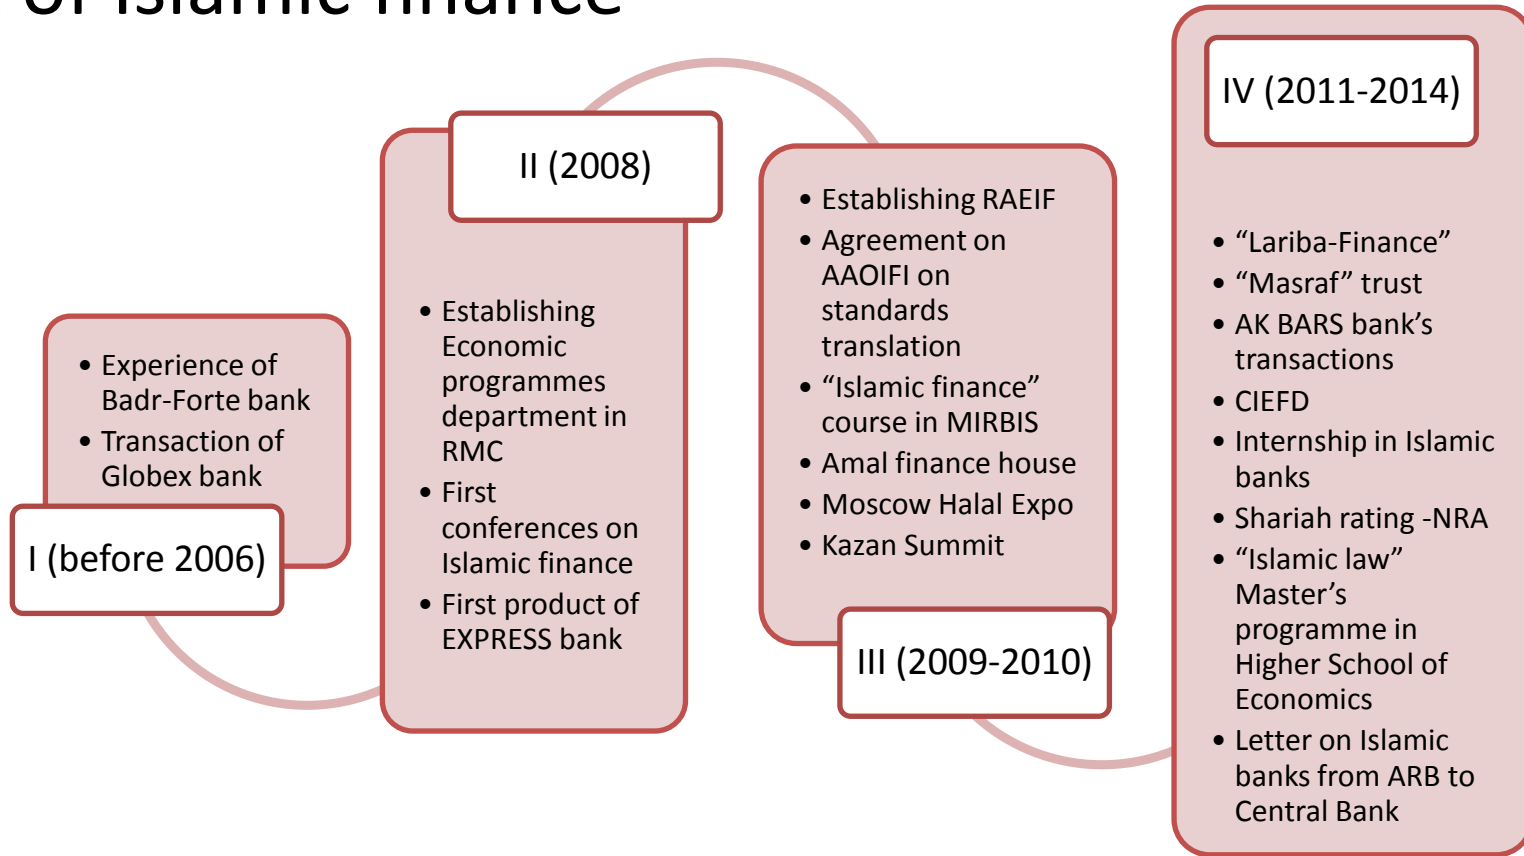 of Islamic finance
• Experience of
Badr-Forte bank
• Transaction of
Globex bank
I (before 2006)
II (2008)
• Establishing
Economic
programmes
department in
RMC
• First
conferences on
Islamic finance
• First product of
EXPRESS bank
• Establishing RAEIF
• Agreement on
AAOIFI on
standards
translation
• “Islamic finance”
course in MIRBIS
• Amal finance house
• Moscow Halal Expo
• Kazan Summit
III (2009-2010)
IV (2011-2014)
• “Lariba-Finance”
• “Masraf” trust
• AK BARS bank’s
transactions
• CIEFD
• Internship in Islamic
banks
• Shariah rating -NRA
• “Islamic law”
Master’s
programme in
Higher School of
Economics
• Letter on Islamic
banks from ARB to
Central Bank